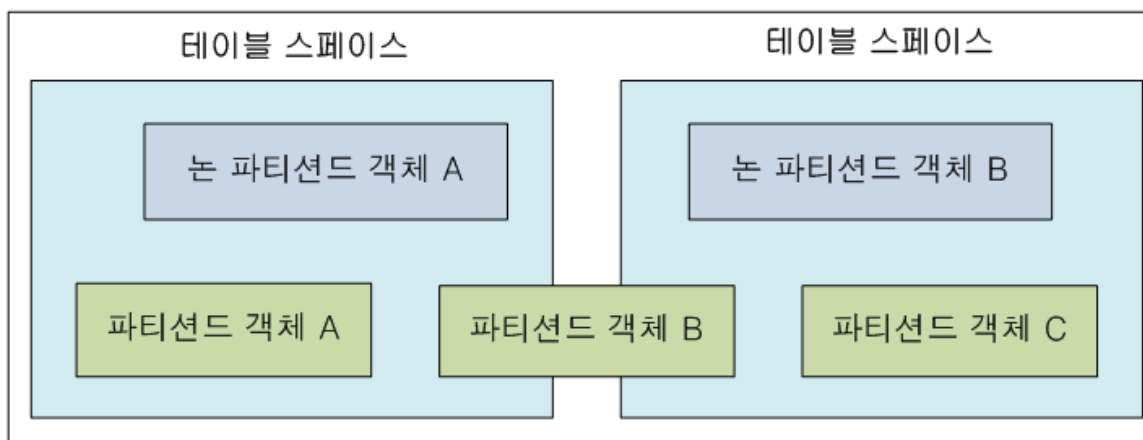 테이블 스페이스
테이블 스페이스
논 파티션드 객체 A
논 파티션드 객체 B
파티션드 객체 A
파티션드 객체 B
파티션드 객체 C